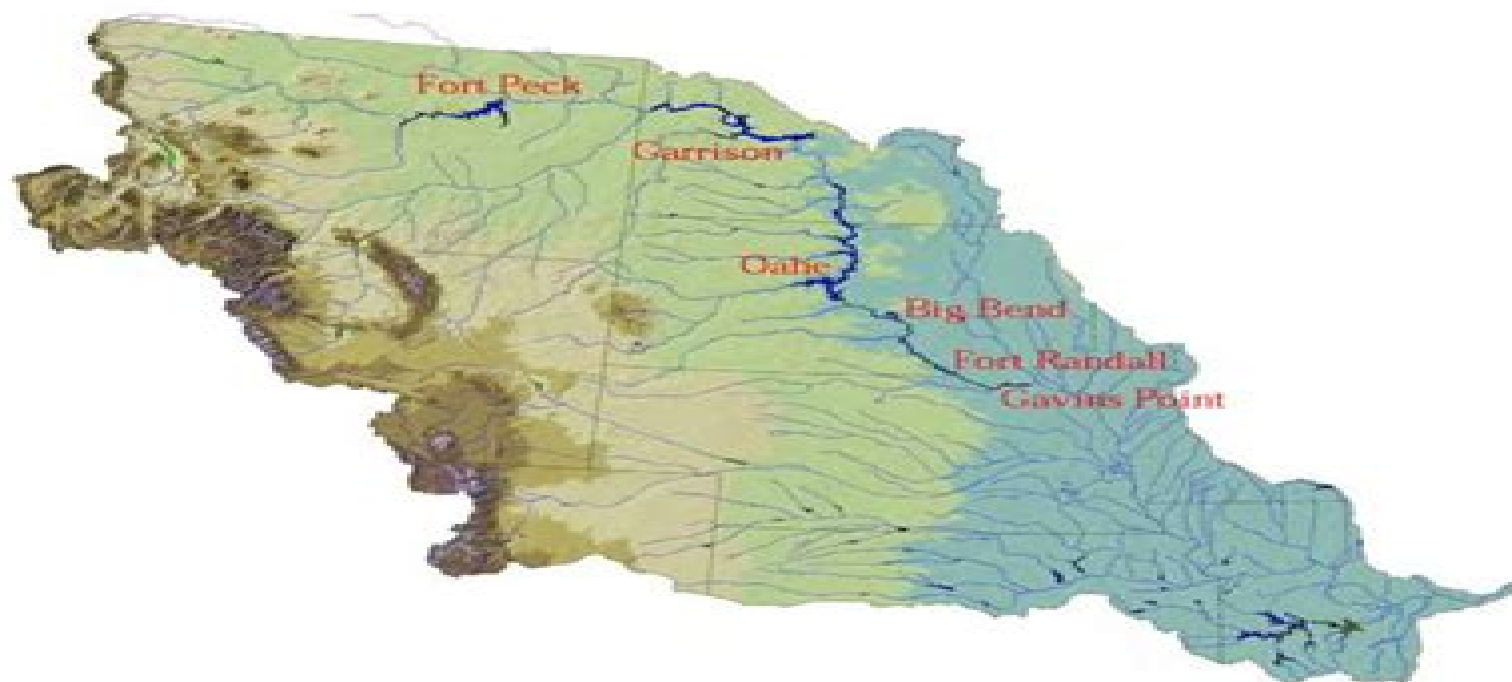 Fort Peck
Garrison
Oahe
Big Bend
Fort Randall
Gavins Point